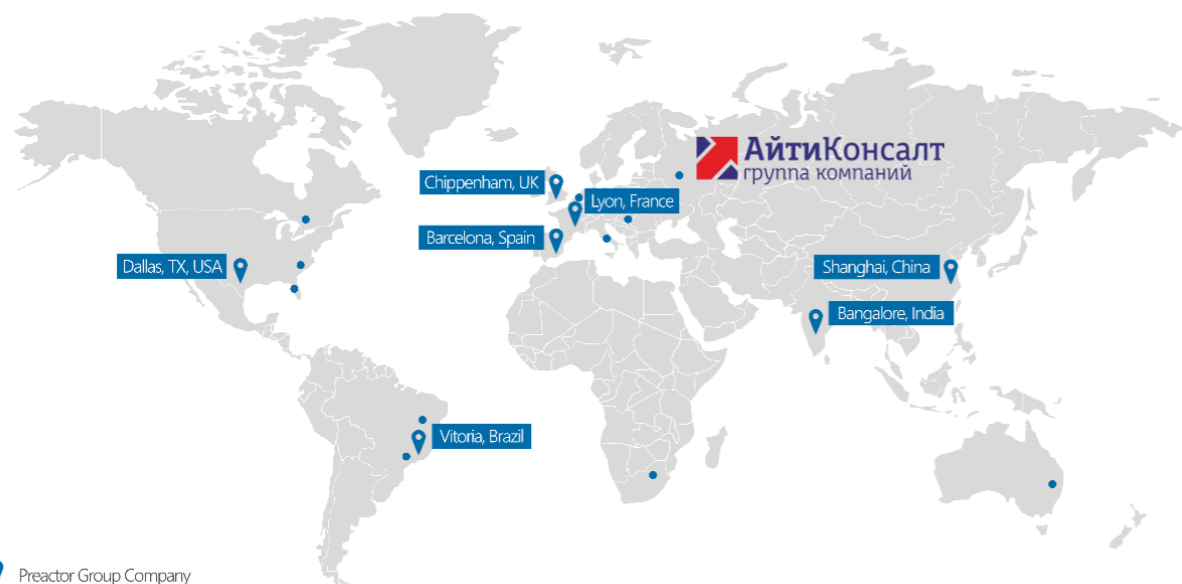 АйтиКонсалт
группа компаний
Chippenham, UK
Lyon, France
Barcelona, Spain
Dallas, TX, USA
Shanghai, China
Bangalore, India
Vitoria, Brazil
Preactor Group Company